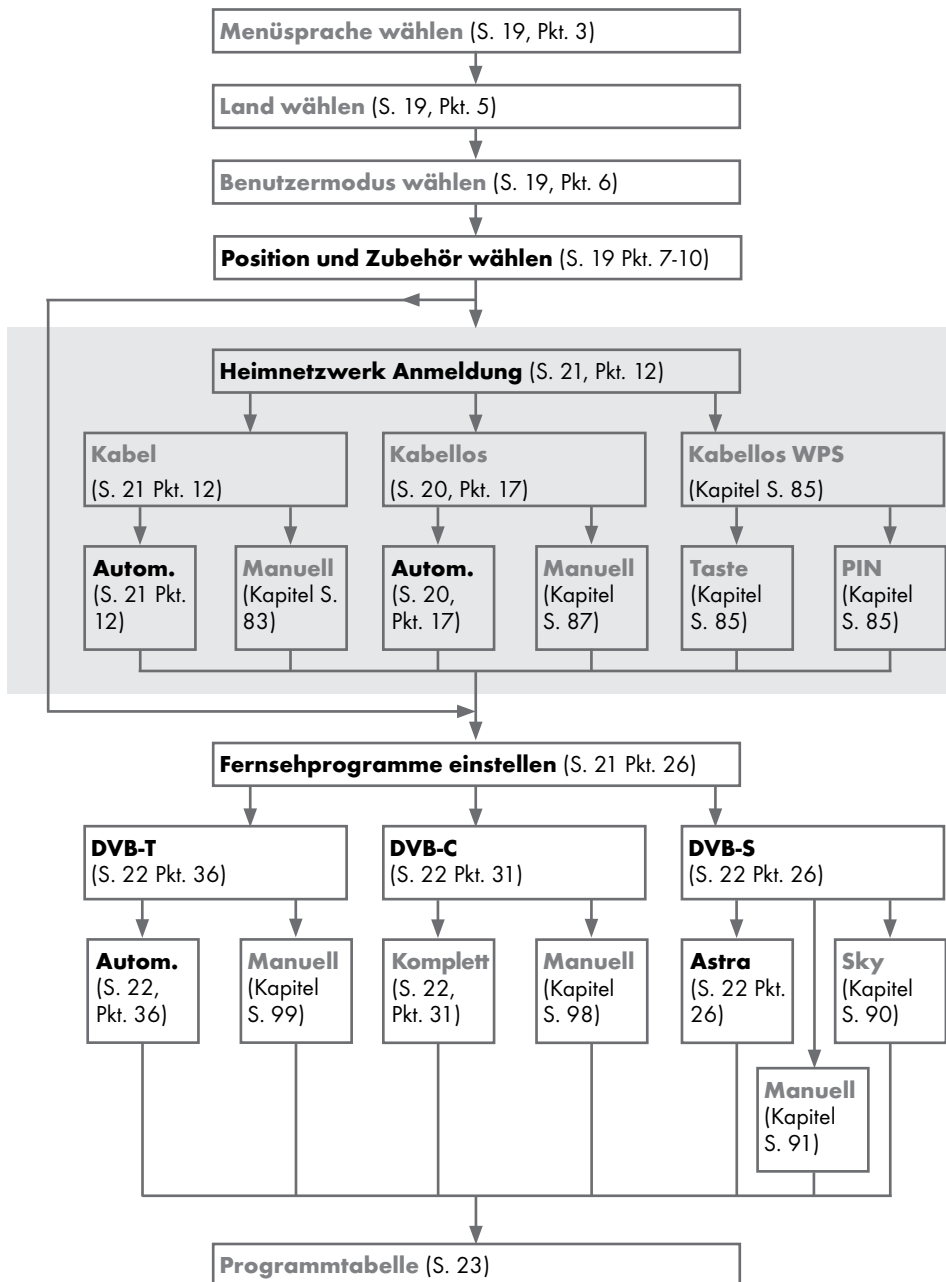 Menüsprache wählen (S. 19, Pkt. 3)
Land wählen (S. 19, Pkt. 5)
Benutzermodus wählen (S. 19, Pkt. 6)
Position und Zubehör wählen (S. 19 Pkt. 7-10)
Heimnetzwerk Anmeldung (S. 21, Pkt. 12)
Kabel
(S. 21 Pkt. 12)
Kabellos
(S. 20, Pkt. 17)
Kabellos WPS
(Kapitel S. 85)
Autom.
(S. 21 Pkt.
12)
Manuell
(Kapitel S.
83)
Autom.
(S. 20,
Pkt. 17)
Manuell
(Kapitel
S. 87)
Taste
(Kapitel
S. 85)
PIN
(Kapitel
S. 85)
Fernsehprogramme einstellen (S. 21 Pkt. 26)
DVB-T
(S. 22 Pkt. 36)
DVB-C
(S. 22 Pkt. 31)
DVB-S
(S. 22 Pkt. 26)
Autom.
(S. 22,
Pkt. 36)
Manuell
(Kapitel
S. 99)
Komplett
(S. 22,
Pkt. 31)
Manuell
(Kapitel
S. 98)
Astra
(S. 22 Pkt.
26)
Sky
(Kapitel
S. 90)
Manuell
(Kapitel
S. 91)
Programmtabelle (S. 23)